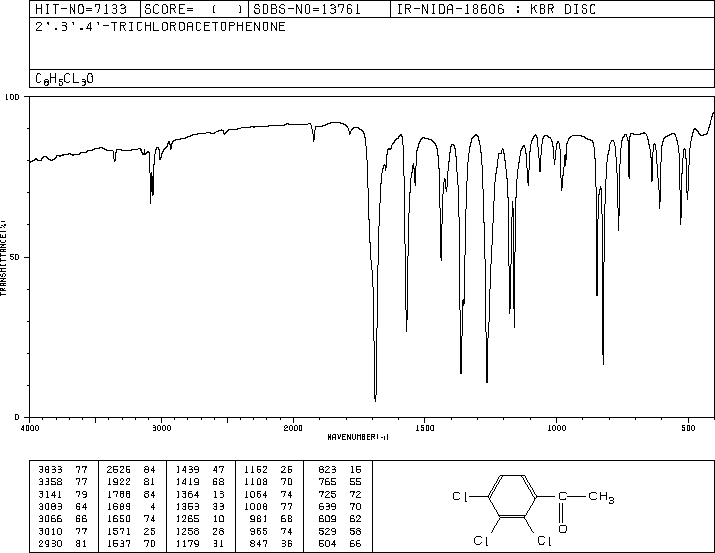 HIT-NO=7133 SCORE= ( ) SDBS-NO=13761 IR-NIDA-18606 : KBR DISC
2'.3'.4'-TRICHLOROACETOPHENONE
C8H5CL3O
100
50
0
TRANSMITTANCE(%)
4000 3000 2000 1500 1000 500
WAVENUMBER(-1)
3833 77 2526 84 1439 47 1162 26 823 15
3358 77 1922 81 1419 68 1108 70 765 55
3141 79 1788 84 1364 13 1064 74 725 72
3083 64 1689 4 1353 33 1008 77 639 70
3066 66 1650 74 1265 10 981 68 609 62
3010 77 1571 25 1258 28 965 74 529 58
2930 81 1537 70 1179 31 847 36 504 66
Cl C CH3
Cl Cl O